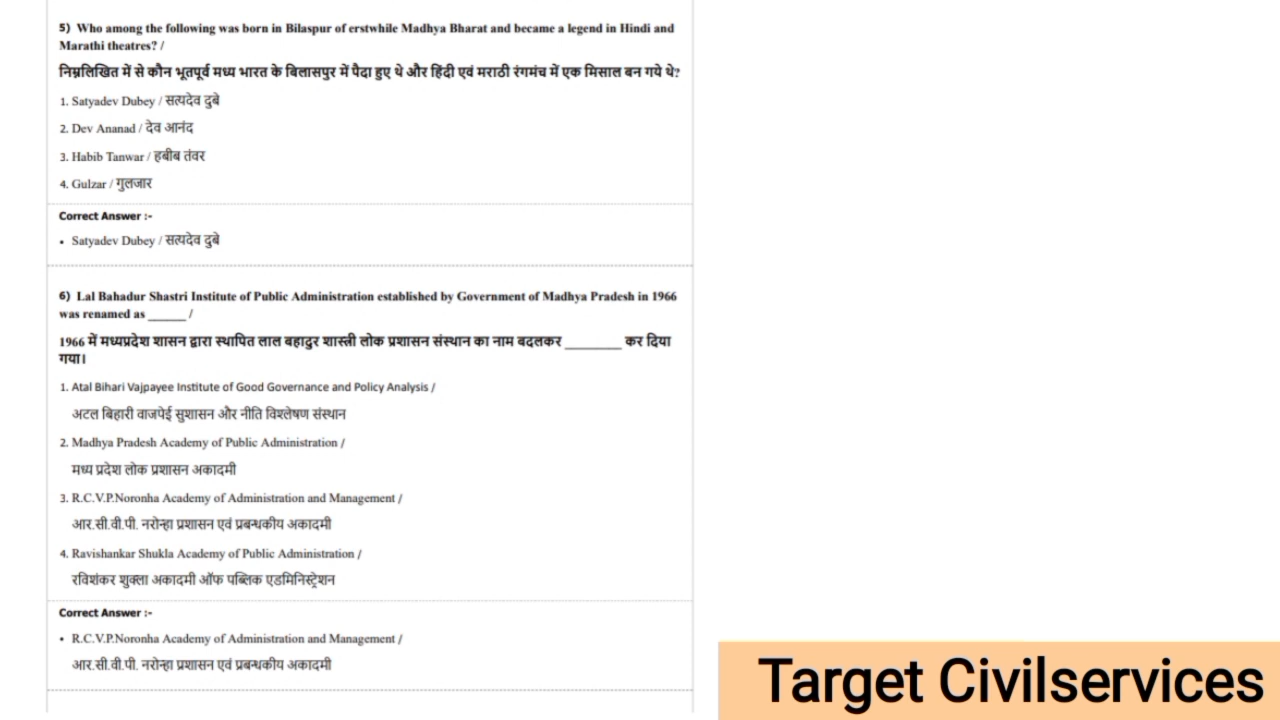 5) Who among the following was born in Bilaspur of erstwhile Madhya Bharat and became a legend in Hindi and
Marathi theatres? /
निम्नलिखित में से कौन भूतपूर्व मध्य भारत के बिलासपुर में पैदा हुए थे और हिंदी एवं मराठी रंगमंच में एक मिसाल बन गये थे?
1. Satyadev Dubey / सत्यदेव दुबे
2. Dev Ananad / देव आनंद
3. Habib Tanwar / हबीब तंवर
4. Gulzar / गुलजार
Correct Answer :-
• Satyadev Dubey / सत्यदेव दुबे
6) Lal Bahadur Shastri Institute of Public Administration established by Government of Madhya Pradesh in 1966
was renamed as ______ /
1966 में मध्यप्रदेश शासन द्वारा स्थापित लाल बहादुर शास्त्री लोक प्रशासन संस्थान का नाम बदलकर _________ कर दिया
गया।
1. Atal Bihari Vajpayee Institute of Good Governance and Policy Analysis /
अटल बिहारी वाजपेई सुशासन और नीति विश्लेषण संस्थान
2. Madhya Pradesh Academy of Public Administration /
मध्य प्रदेश लोक प्रशासन अकादमी
3. R.C.V.P.Noronha Academy of Administration and Management /
आर.सी.वी.पी. नरोन्हा प्रशासन एवं प्रबन्धकीय अकादमी
4. Ravishankar Shukla Academy of Public Administration /
रविशंकर शुक्ला अकादमी ऑफ पब्लिक एडमिनिस्ट्रेशन
Correct Answer :-
• R.C.V.P.Noronha Academy of Administration and Management /
आर.सी.वी.पी. नरोन्हा प्रशासन एवं प्रबन्धकीय अकादमी
Target Civilservices